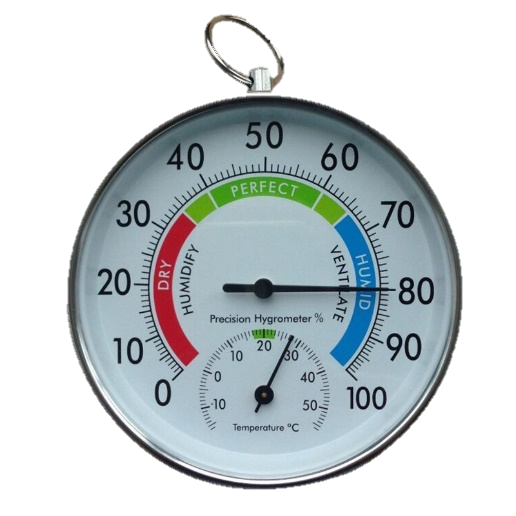 50
40
60
30
70
20
80
10
90
0
100
PERFECT
DRY
HUMIDIFY
VENTILATE
HUMID
Precision Hygrometer %
20
10
30
0
40
-10
50
Temperature °C